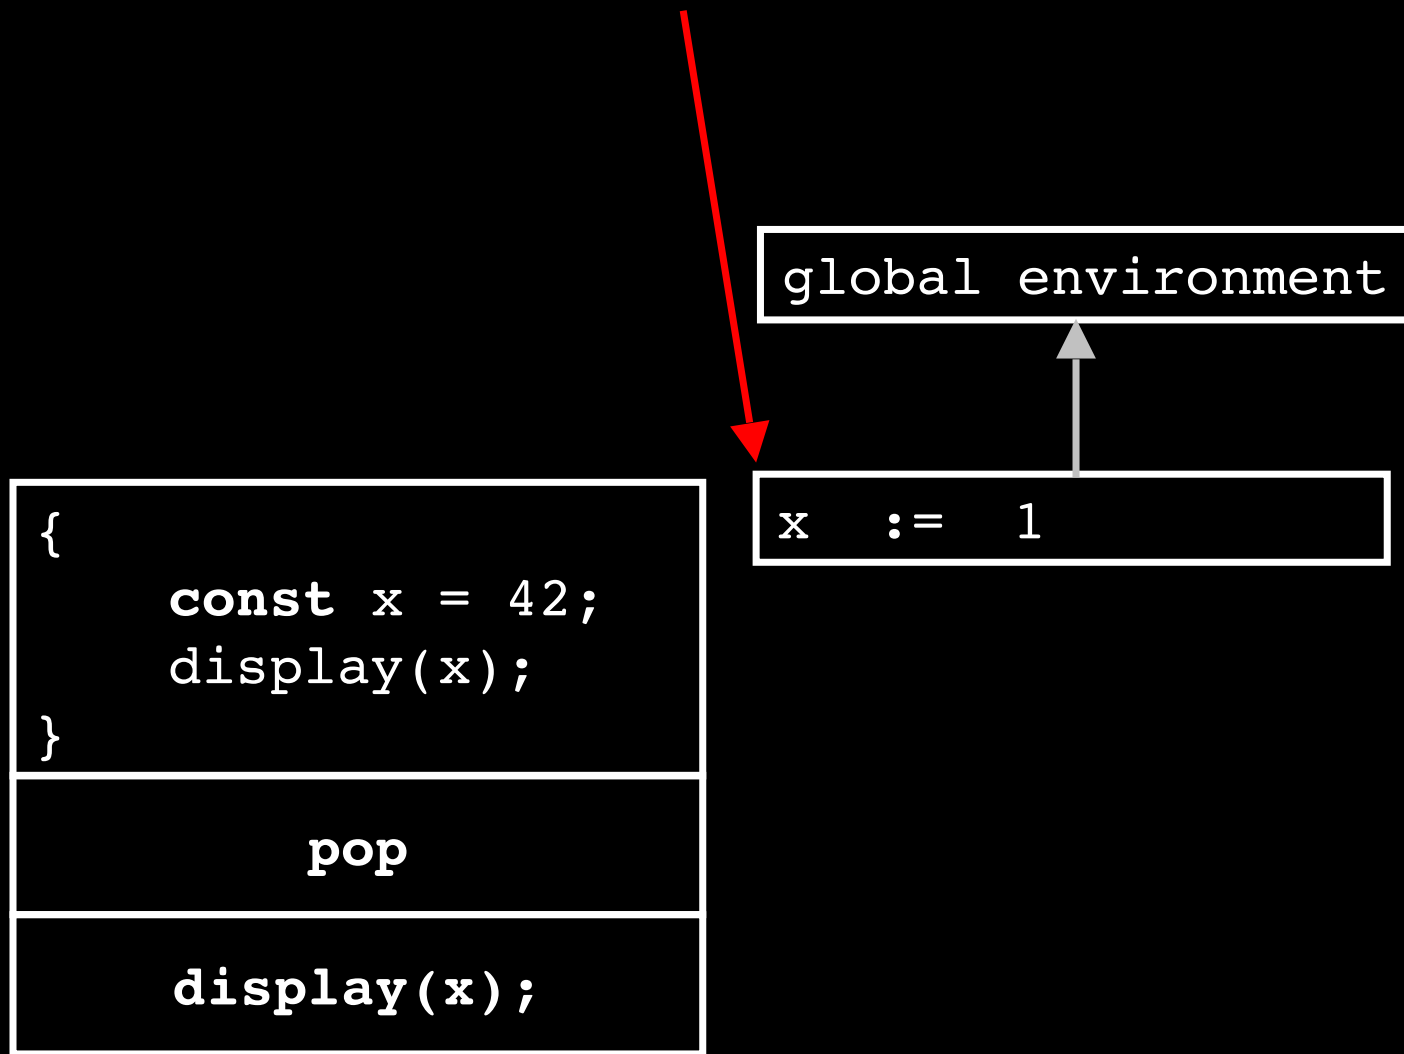 global environment
x := 1
{
const x = 42;
display(x);
}
pop
display(x);